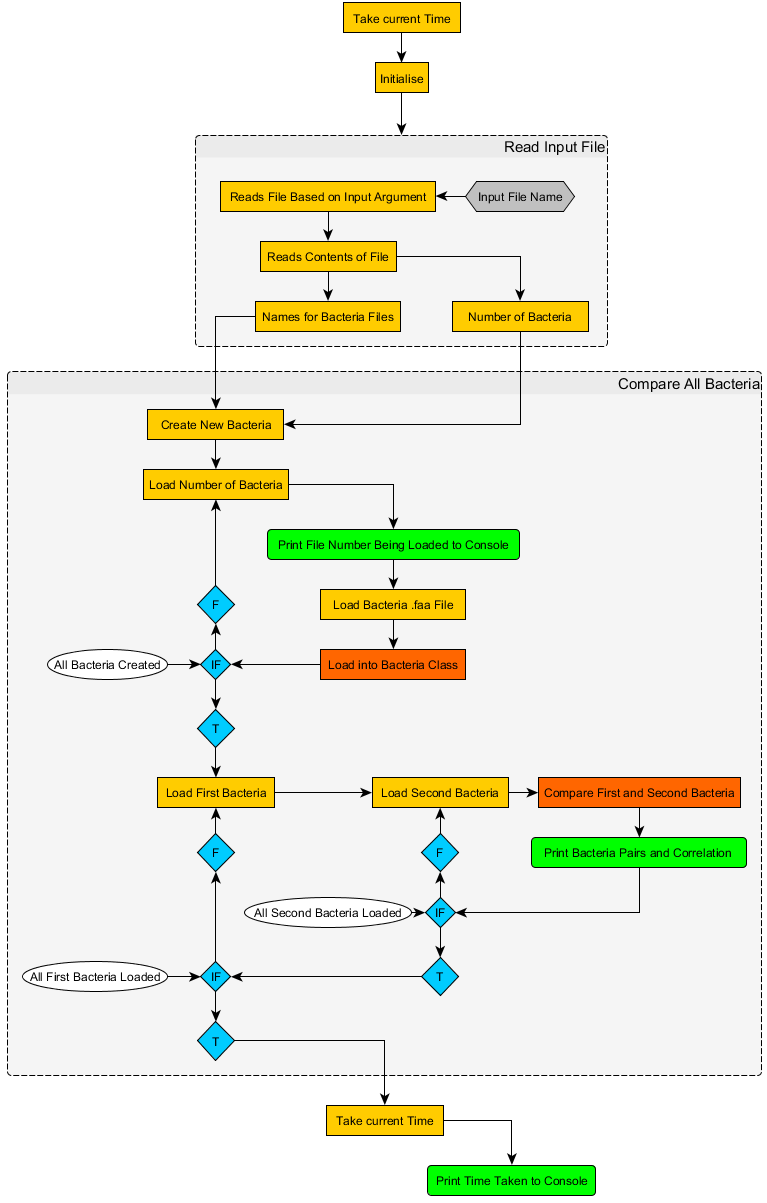 Take current Time
Initialise
Read Input File
Reads File Based on Input Argument
Input File Name
Reads Contents of File
Names for Bacteria Files
Number of Bacteria
Compare All Bacteria
Create New Bacteria
Load Number of Bacteria
Print File Number Being Loaded to Console
F
Load Bacteria .faa File
All Bacteria Created
IF
Load into Bacteria Class
T
Load First Bacteria
Load Second Bacteria
Compare First and Second Bacteria
F
F
Print Bacteria Pairs and Correlation
All Second Bacteria Loaded
IF
All First Bacteria Loaded
IF
T
T
Take current Time
Print Time Taken to Console